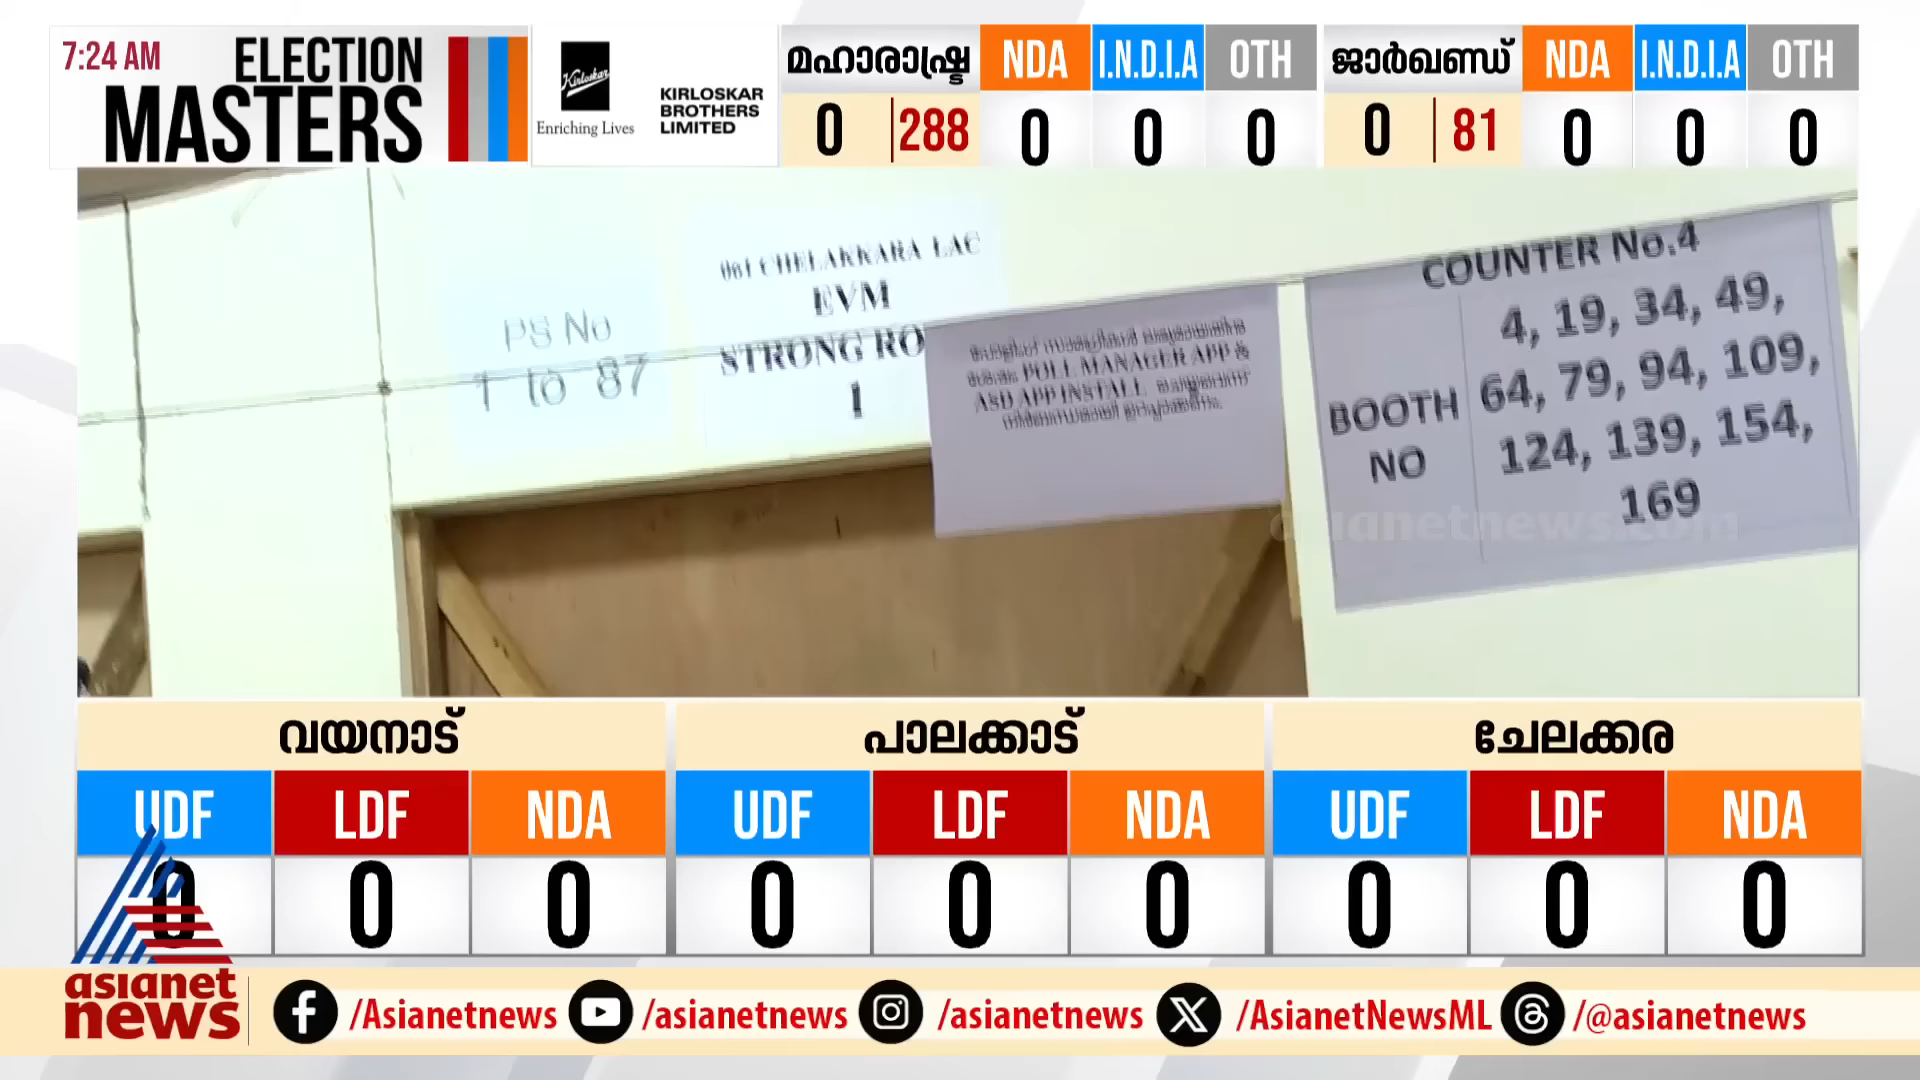 7:24 AM
ELECTION
MASTERS
Kirloskar
Enriching Lives
KIRLOSKAR
BROTHERS
LIMITED
മഹാരാഷ്ട്ര NDA I.N.D.I.A OTH
0 288 0 0 0
ജാർഖണ്ഡ് NDA I.N.D.I.A OTH
0 81 0 0 0
PS No
1 to 87
061 CHELAKKARA LAC
EVM
STRONG RO
1
POLL MANAGER APP &
ASD APP INSTALL
COUNTER No.4
BOOTH
NO
4, 19, 34, 49,
64, 79, 94, 109,
124, 139, 154,
169
asianetnews.com
വയനാട്
UDF LDF NDA
0 0 0
പാലക്കാട്
UDF LDF NDA
0 0 0
ചേലക്കര
UDF LDF NDA
0 0 0
asianet
news
/Asianetnews /asianetnews /asianetnews /AsianetNewsML /@asianetnews